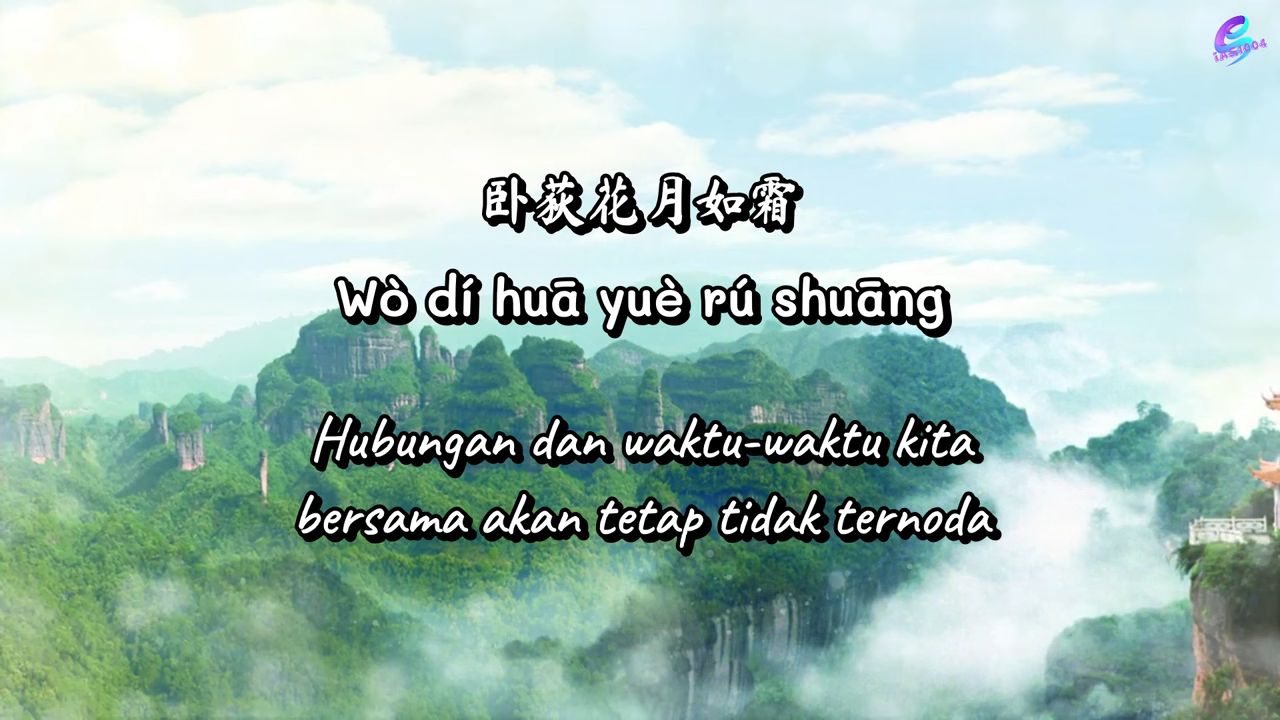 卧荻花月如霜
Wò dí huā yuè rú shuāng
Hubungan dan waktu-waktu kita
bersama akan tetap tidak ternoda